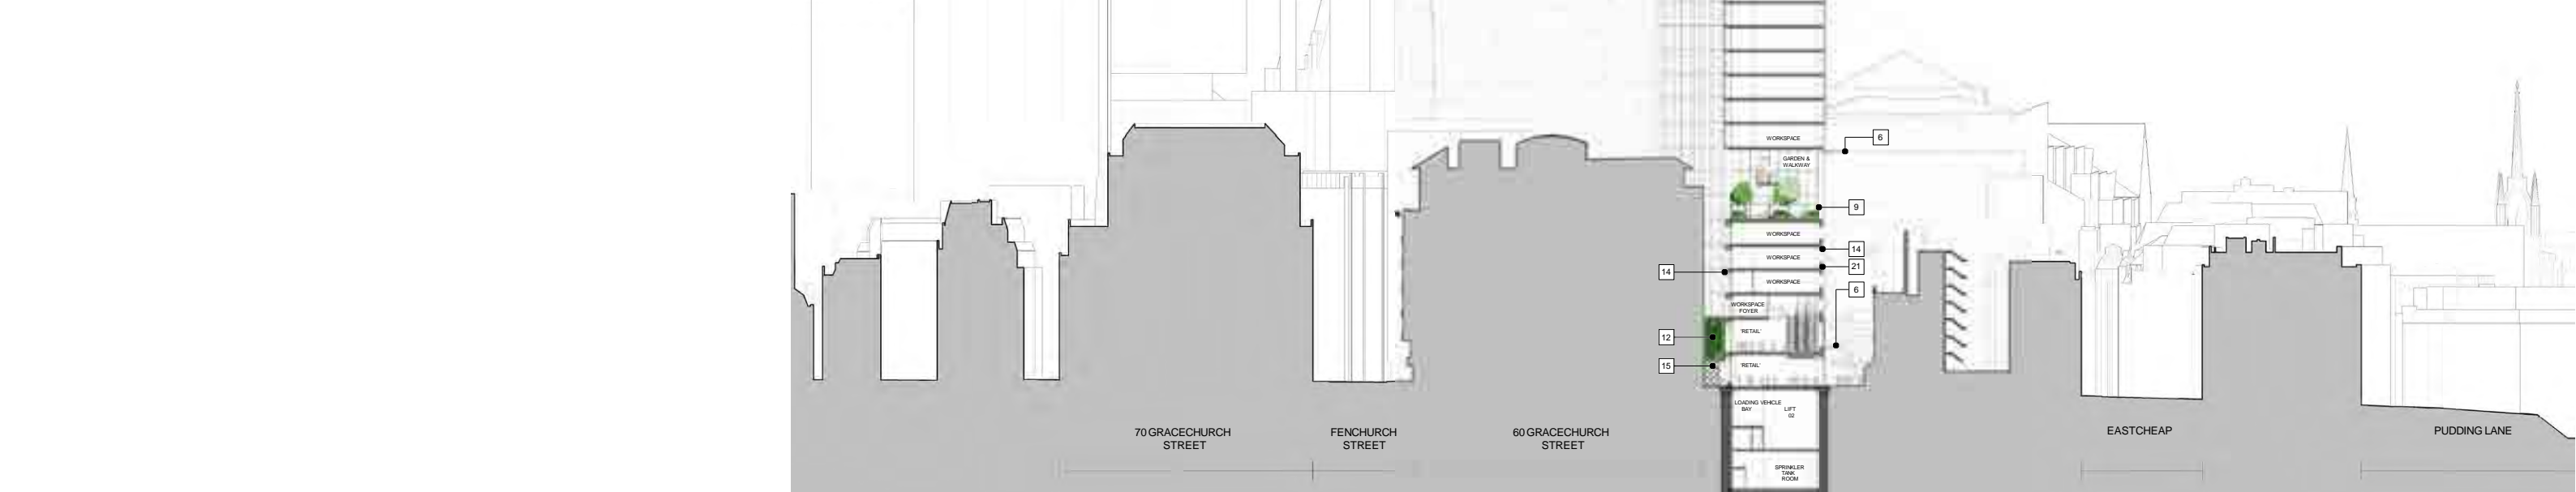 WORKSPACE
6
GARDEN &
WALKWAY
9
WORKSPACE
14
WORKSPACE
21
14
WORKSPACE
6
WORKSPACE
FOYER
12
'RETAIL'
15
'RETAIL'
LOADING VEHICLE
BAY
LIFT
02
70 GRACECHURCH
STREET
FENCHURCH
STREET
60 GRACECHURCH
STREET
EASTCHEAP
PUDDING LANE
SPRINKLER
TANK
ROOM